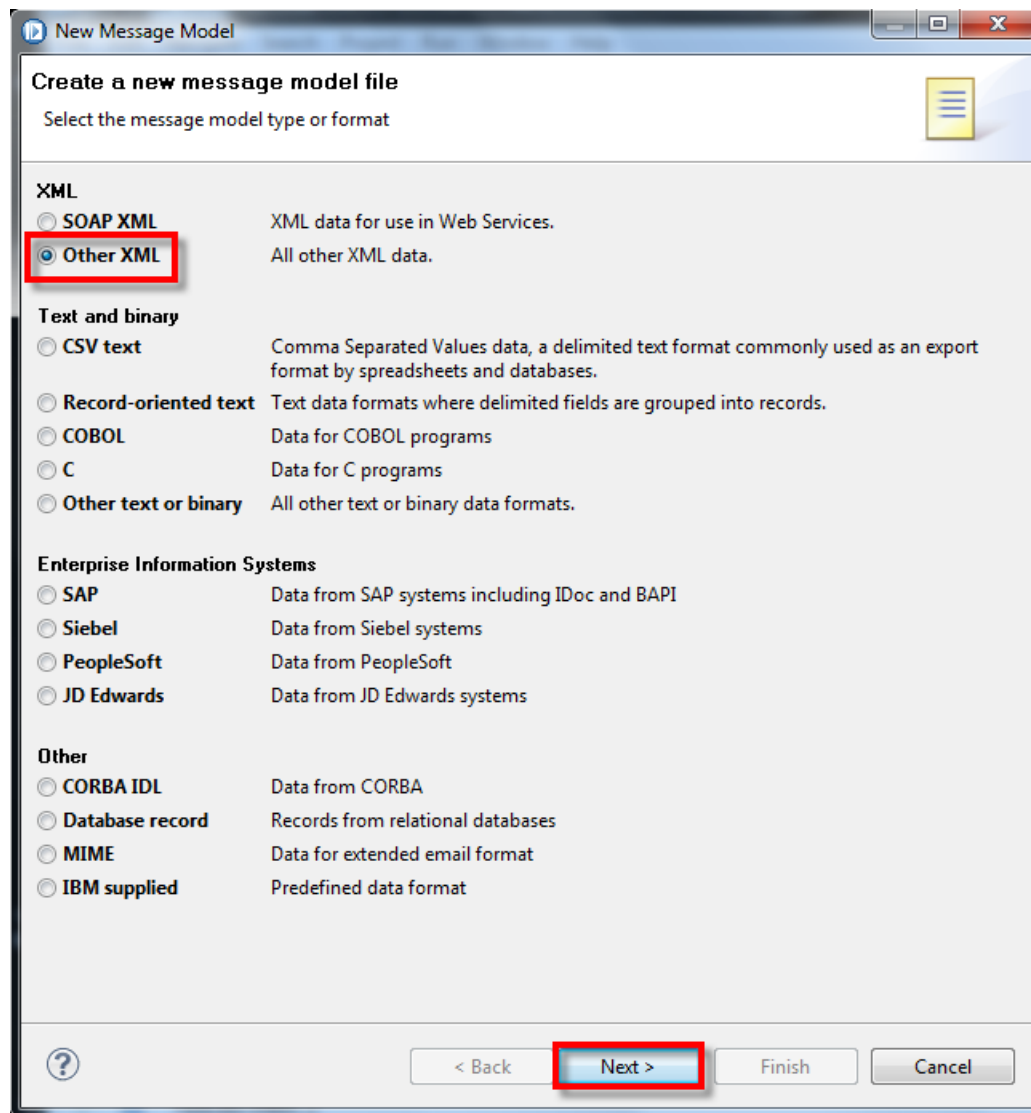 New Message Model
Create a new message model file
Select the message model type or format
XML
SOAP XML XML data for use in Web Services.
Other XML All other XML data.
Text and binary
CSV text Comma Separated Values data, a delimited text format commonly used as an export
format by spreadsheets and databases.
Record-oriented text Text data formats where delimited fields are grouped into records.
COBOL Data for COBOL programs
C Data for C programs
Other text or binary All other text or binary data formats.
Enterprise Information Systems
SAP Data from SAP systems including IDoc and BAPI
Siebel Data from Siebel systems
PeopleSoft Data from PeopleSoft
JD Edwards Data from JD Edwards systems
Other
CORBA IDL Data from CORBA
Database record Records from relational databases
MIME Data for extended email format
IBM supplied Predefined data format
? < Back Next > Finish Cancel